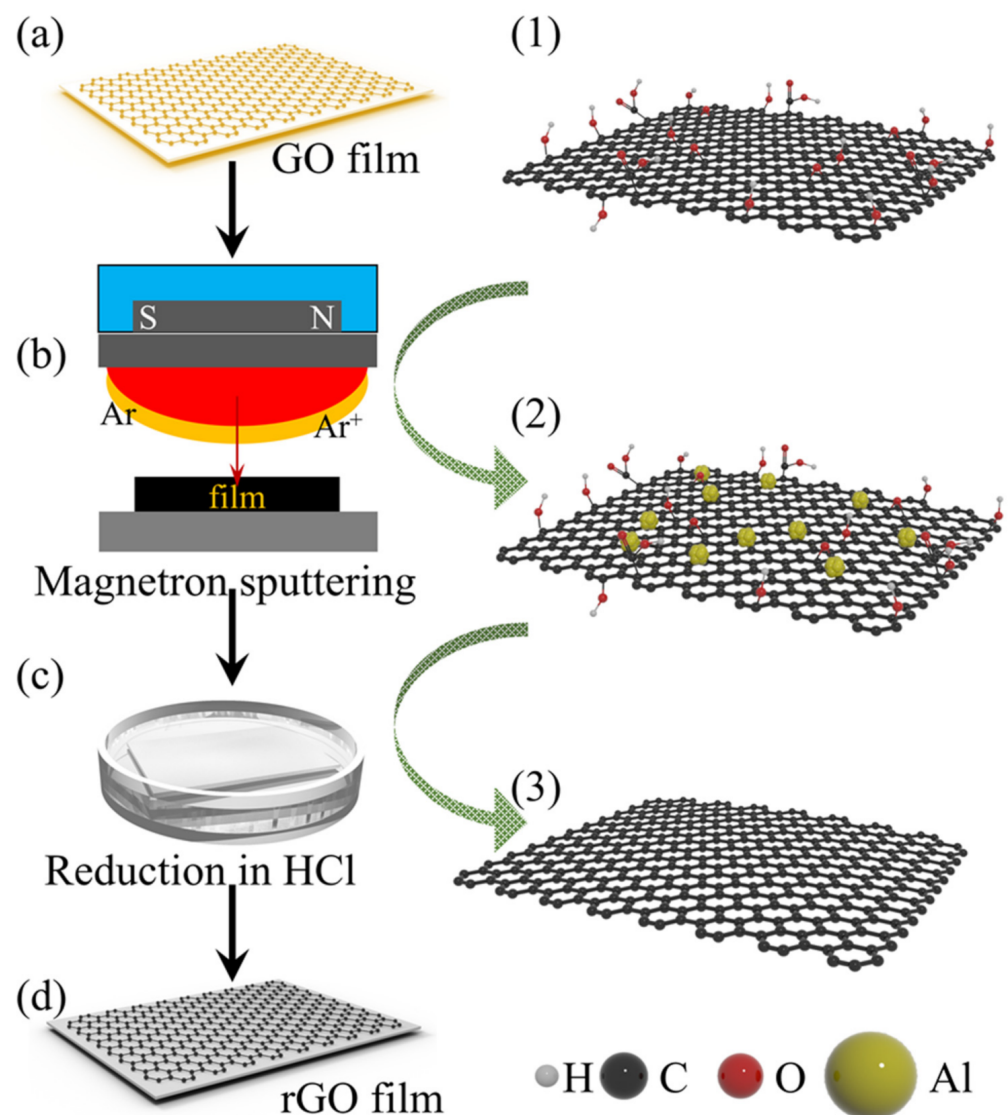 (a)
GO film
(1)
S N
(b)
Ar
Ar⁺
film
Magnetron sputtering
(2)
(c)
Reduction in HCl
(3)
(d)
rGO film
H C O Al